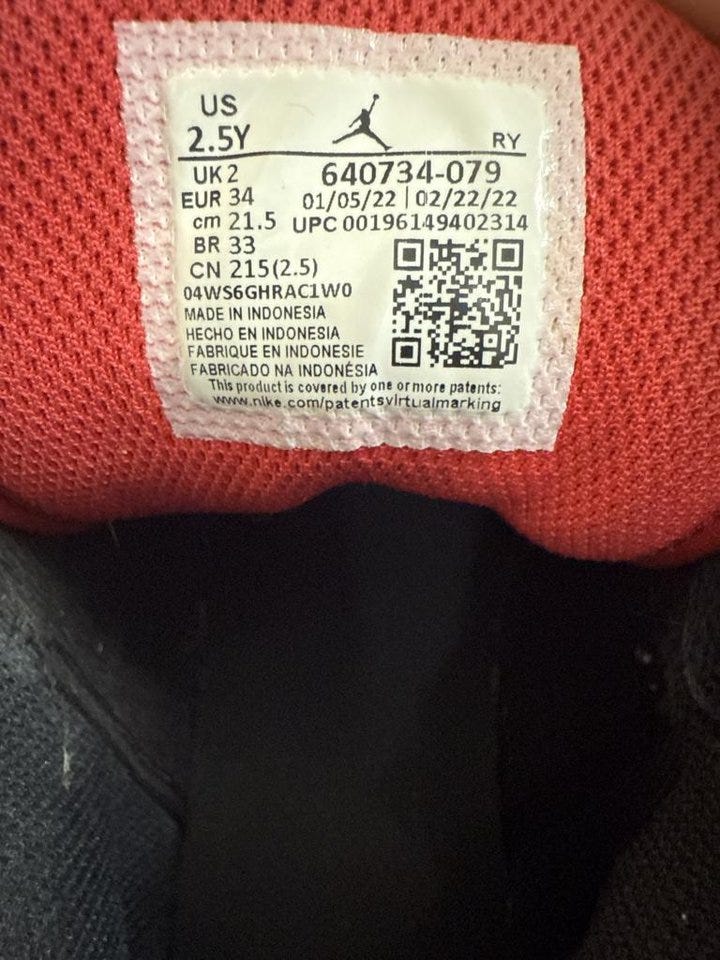 US
2.5Y
RY
UK 2
640734-079
EUR 34
01/05/22 | 02/22/22
cm 21.5
UPC 00196149402314
BR 33
CN 215(2.5)
04WS6GHRAC1W0
MADE IN INDONESIA
HECHO EN INDONESIA
FABRIQUE EN INDONESIE
FABRICADO NA INDONÉSIA
This product is covered by one or more patents:
www.nike.com/patentsvirtualmarking